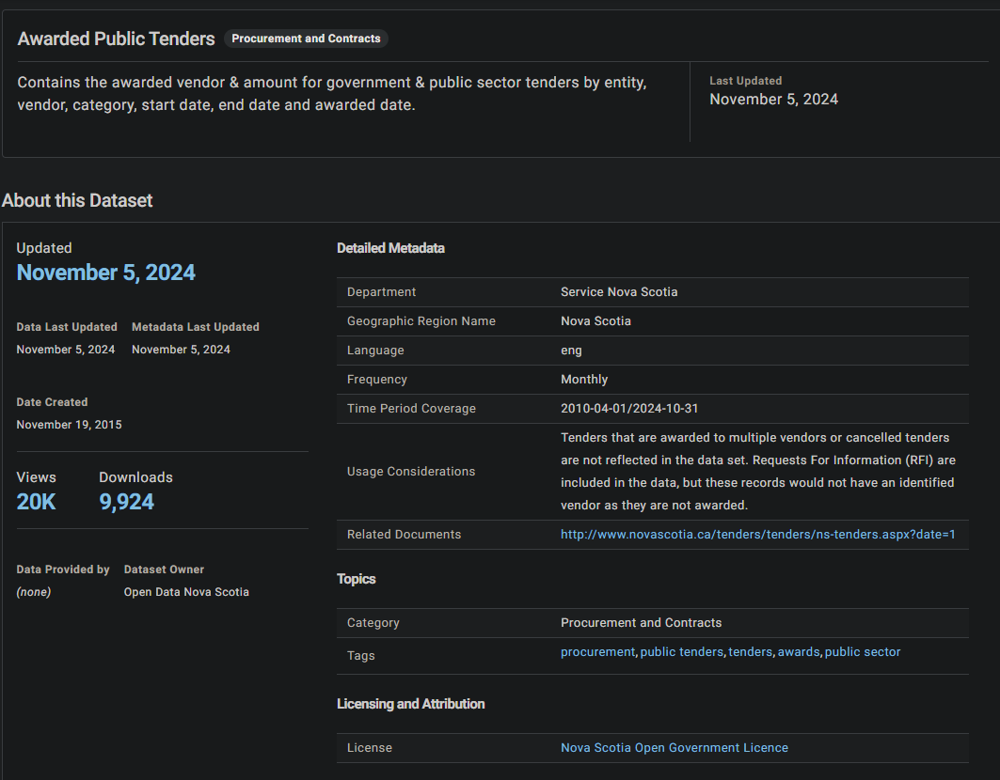 Awarded Public Tenders Procurement and Contracts
Contains the awarded vendor & amount for government & public sector tenders by entity,
vendor, category, start date, end date and awarded date.
Last Updated
November 5, 2024
About this Dataset
Updated
November 5, 2024
Data Last Updated Metadata Last Updated
November 5, 2024 November 5, 2024
Date Created
November 19, 2015
Views Downloads
20K 9,924
Data Provided by Dataset Owner
(none) Open Data Nova Scotia
Detailed Metadata
Department Service Nova Scotia
Geographic Region Name Nova Scotia
Language eng
Frequency Monthly
Time Period Coverage 2010-04-01/2024-10-31
Usage Considerations
Tenders that are awarded to multiple vendors or cancelled tenders
are not reflected in the data set. Requests For Information (RFI) are
included in the data, but these records would not have an identified
vendor as they are not awarded.
Related Documents http://www.novascotia.ca/tenders/tenders/ns-tenders.aspx?date=1
Topics
Category Procurement and Contracts
Tags procurement, public tenders, tenders, awards, public sector
Licensing and Attribution
License Nova Scotia Open Government Licence